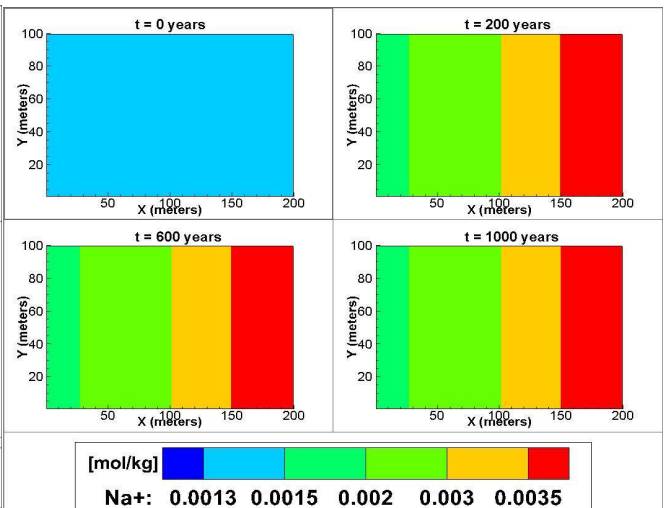 t = 0 years
100
80
60
40
20
Y (meters)
50
100
150
200
X (meters)
t = 200 years
100
80
60
40
20
Y (meters)
50
100
150
200
X (meters)
t = 600 years
100
80
60
40
20
Y (meters)
50
100
150
200
X (meters)
t = 1000 years
100
80
60
40
20
Y (meters)
50
100
150
200
X (meters)
[mol/kg]
Na+: 0.0013 0.0015 0.002 0.003 0.0035